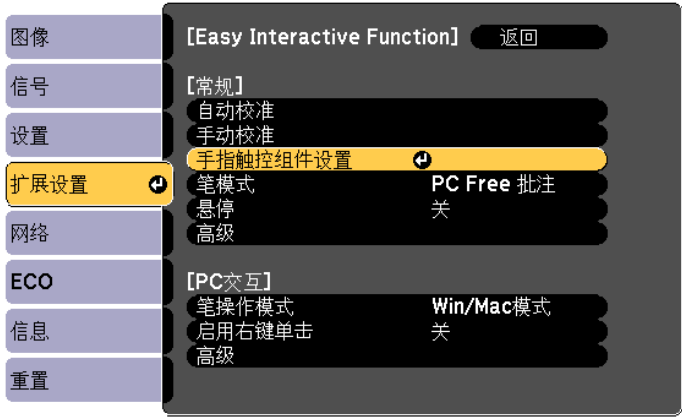 图像
信号
设置
扩展设置
网络
ECO
信息
重置
[Easy Interactive Function] 返回
[常规]
自动校准
手动校准
手指触控组件设置
笔模式 PC Free 批注
悬停 关
高级
[PC交互]
笔操作模式 Win/Mac模式
启用右键单击 关
高级